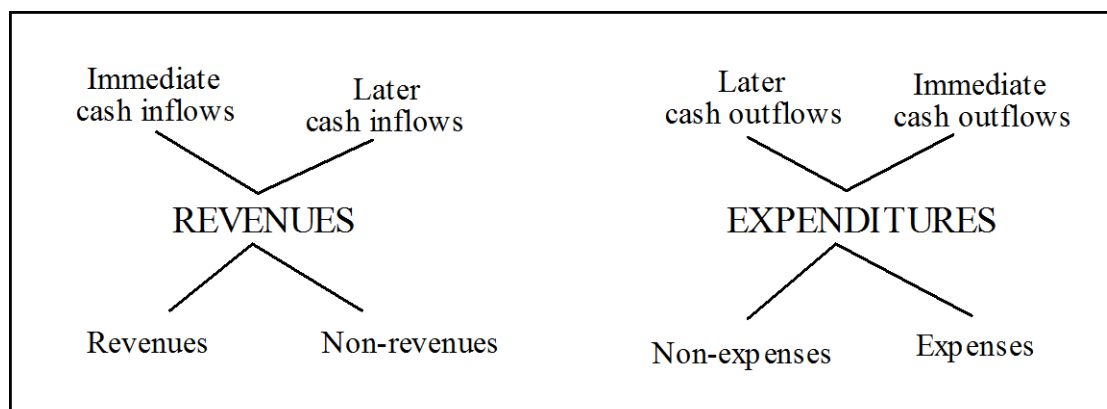 Immediate
cash inflows
Later
cash inflows
REVENUES
Revenues
Non-revenues
Later
cash outflows
Immediate
cash outflows
EXPENDITURES
Non-expenses
Expenses